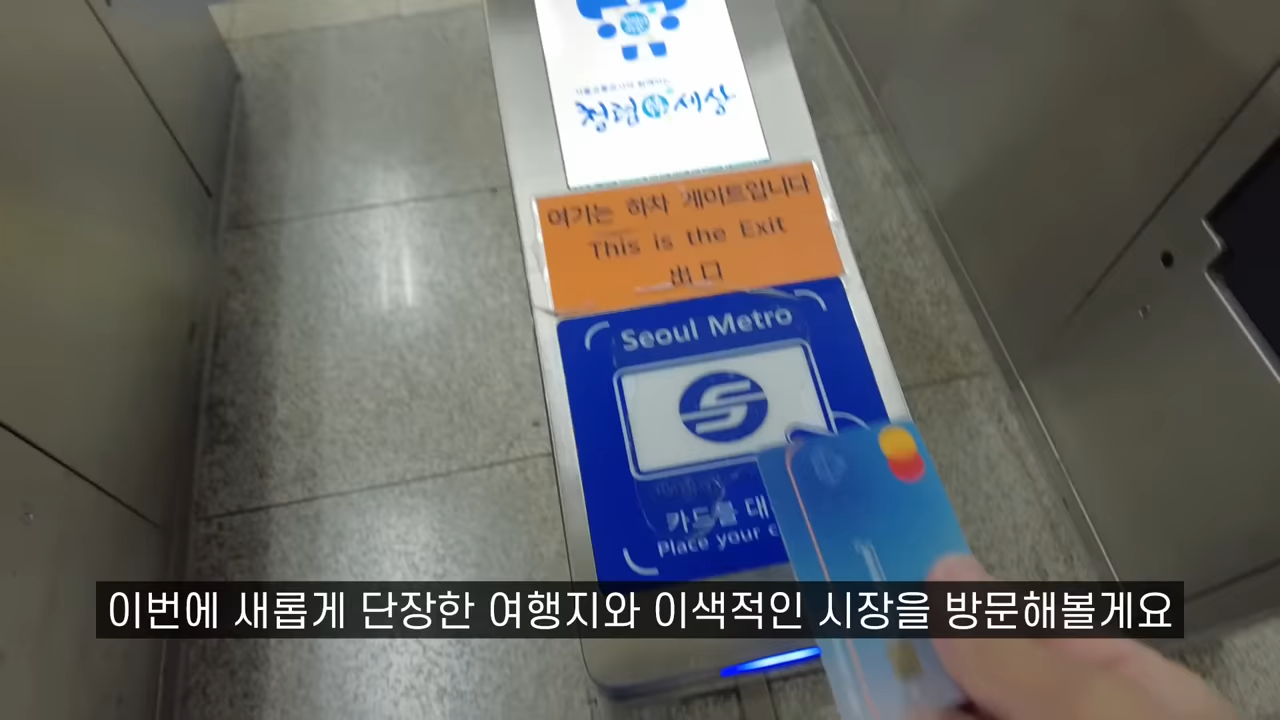 청렴 세상
여기는 하차 게이트입니다
This is the Exit
出口
Seoul Metro
카드를 대
Place your
이번에 새롭게 단장한 여행지와 이색적인 시장을 방문해볼게요